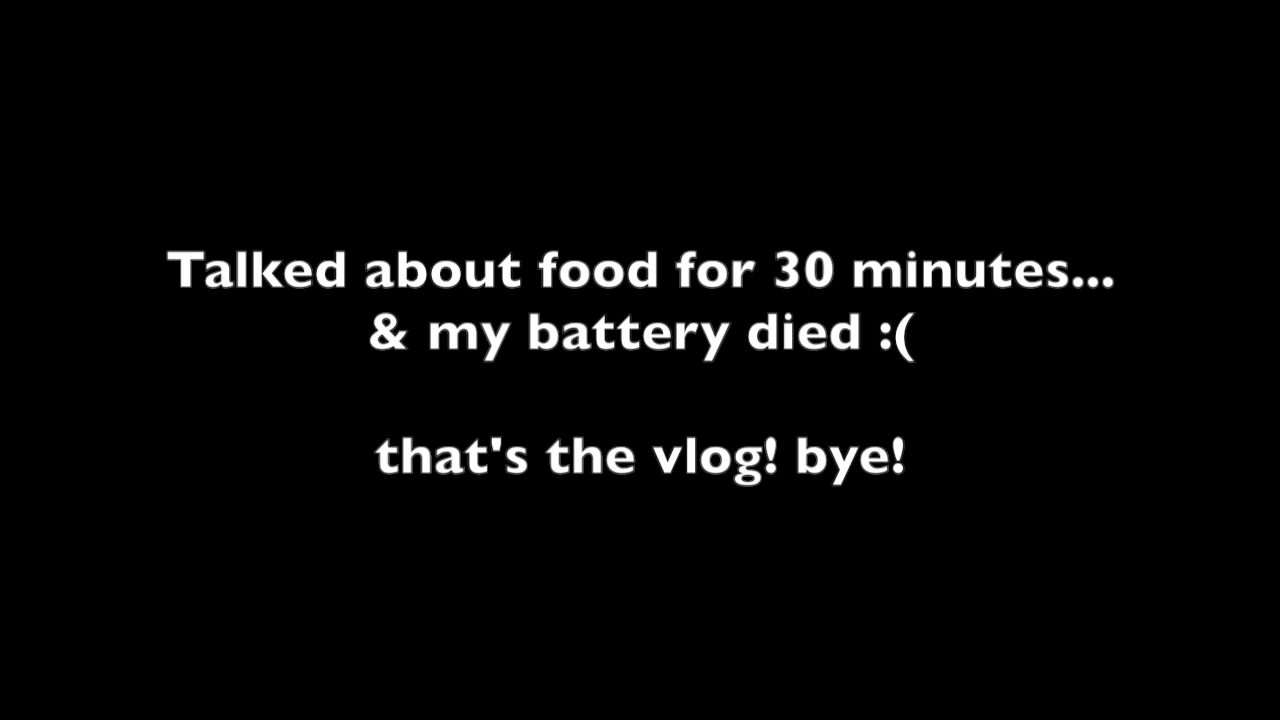 Talked about food for 30 minutes...
& my battery died :(
that's the vlog! bye!